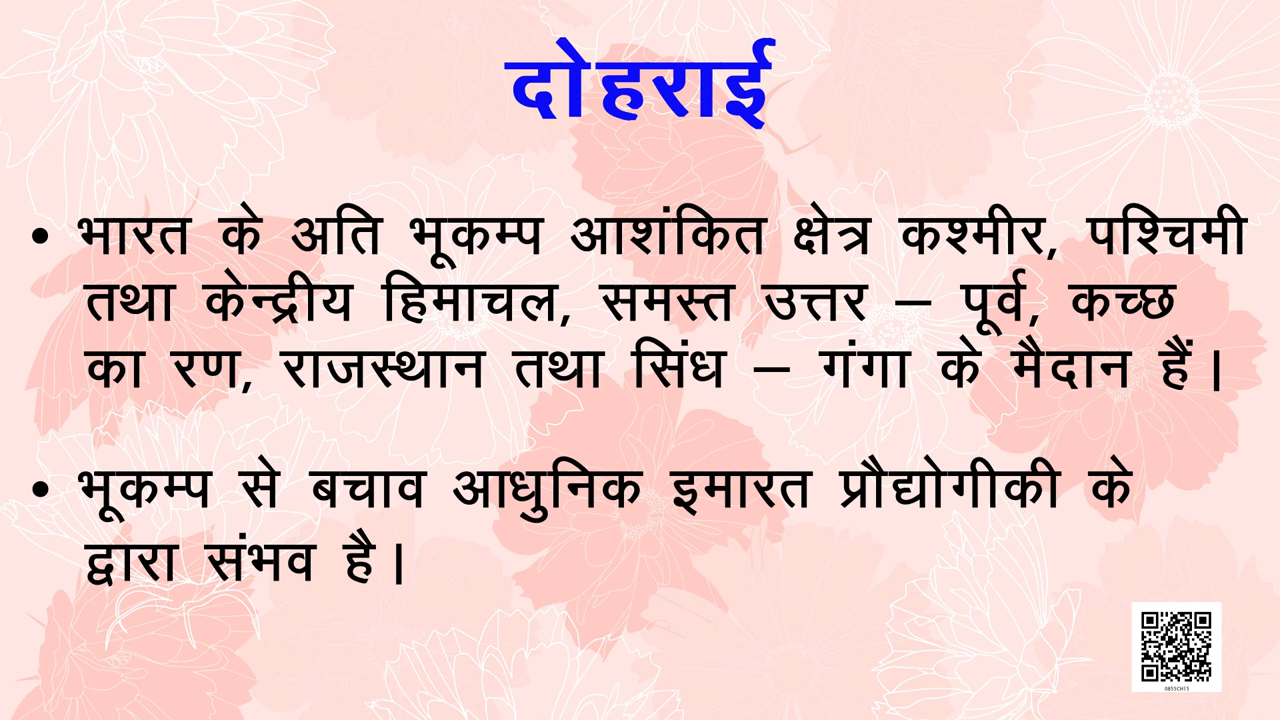 दोहराई
• भारत के अति भूकम्प आशंकित क्षेत्र कश्मीर, पश्चिमी
तथा केन्द्रीय हिमाचल, समस्त उत्तर – पूर्व, कच्छ
का रण, राजस्थान तथा सिंध – गंगा के मैदान हैं।
• भूकम्प से बचाव आधुनिक इमारत प्रौद्योगीकी के
द्वारा संभव है।
0855CH15